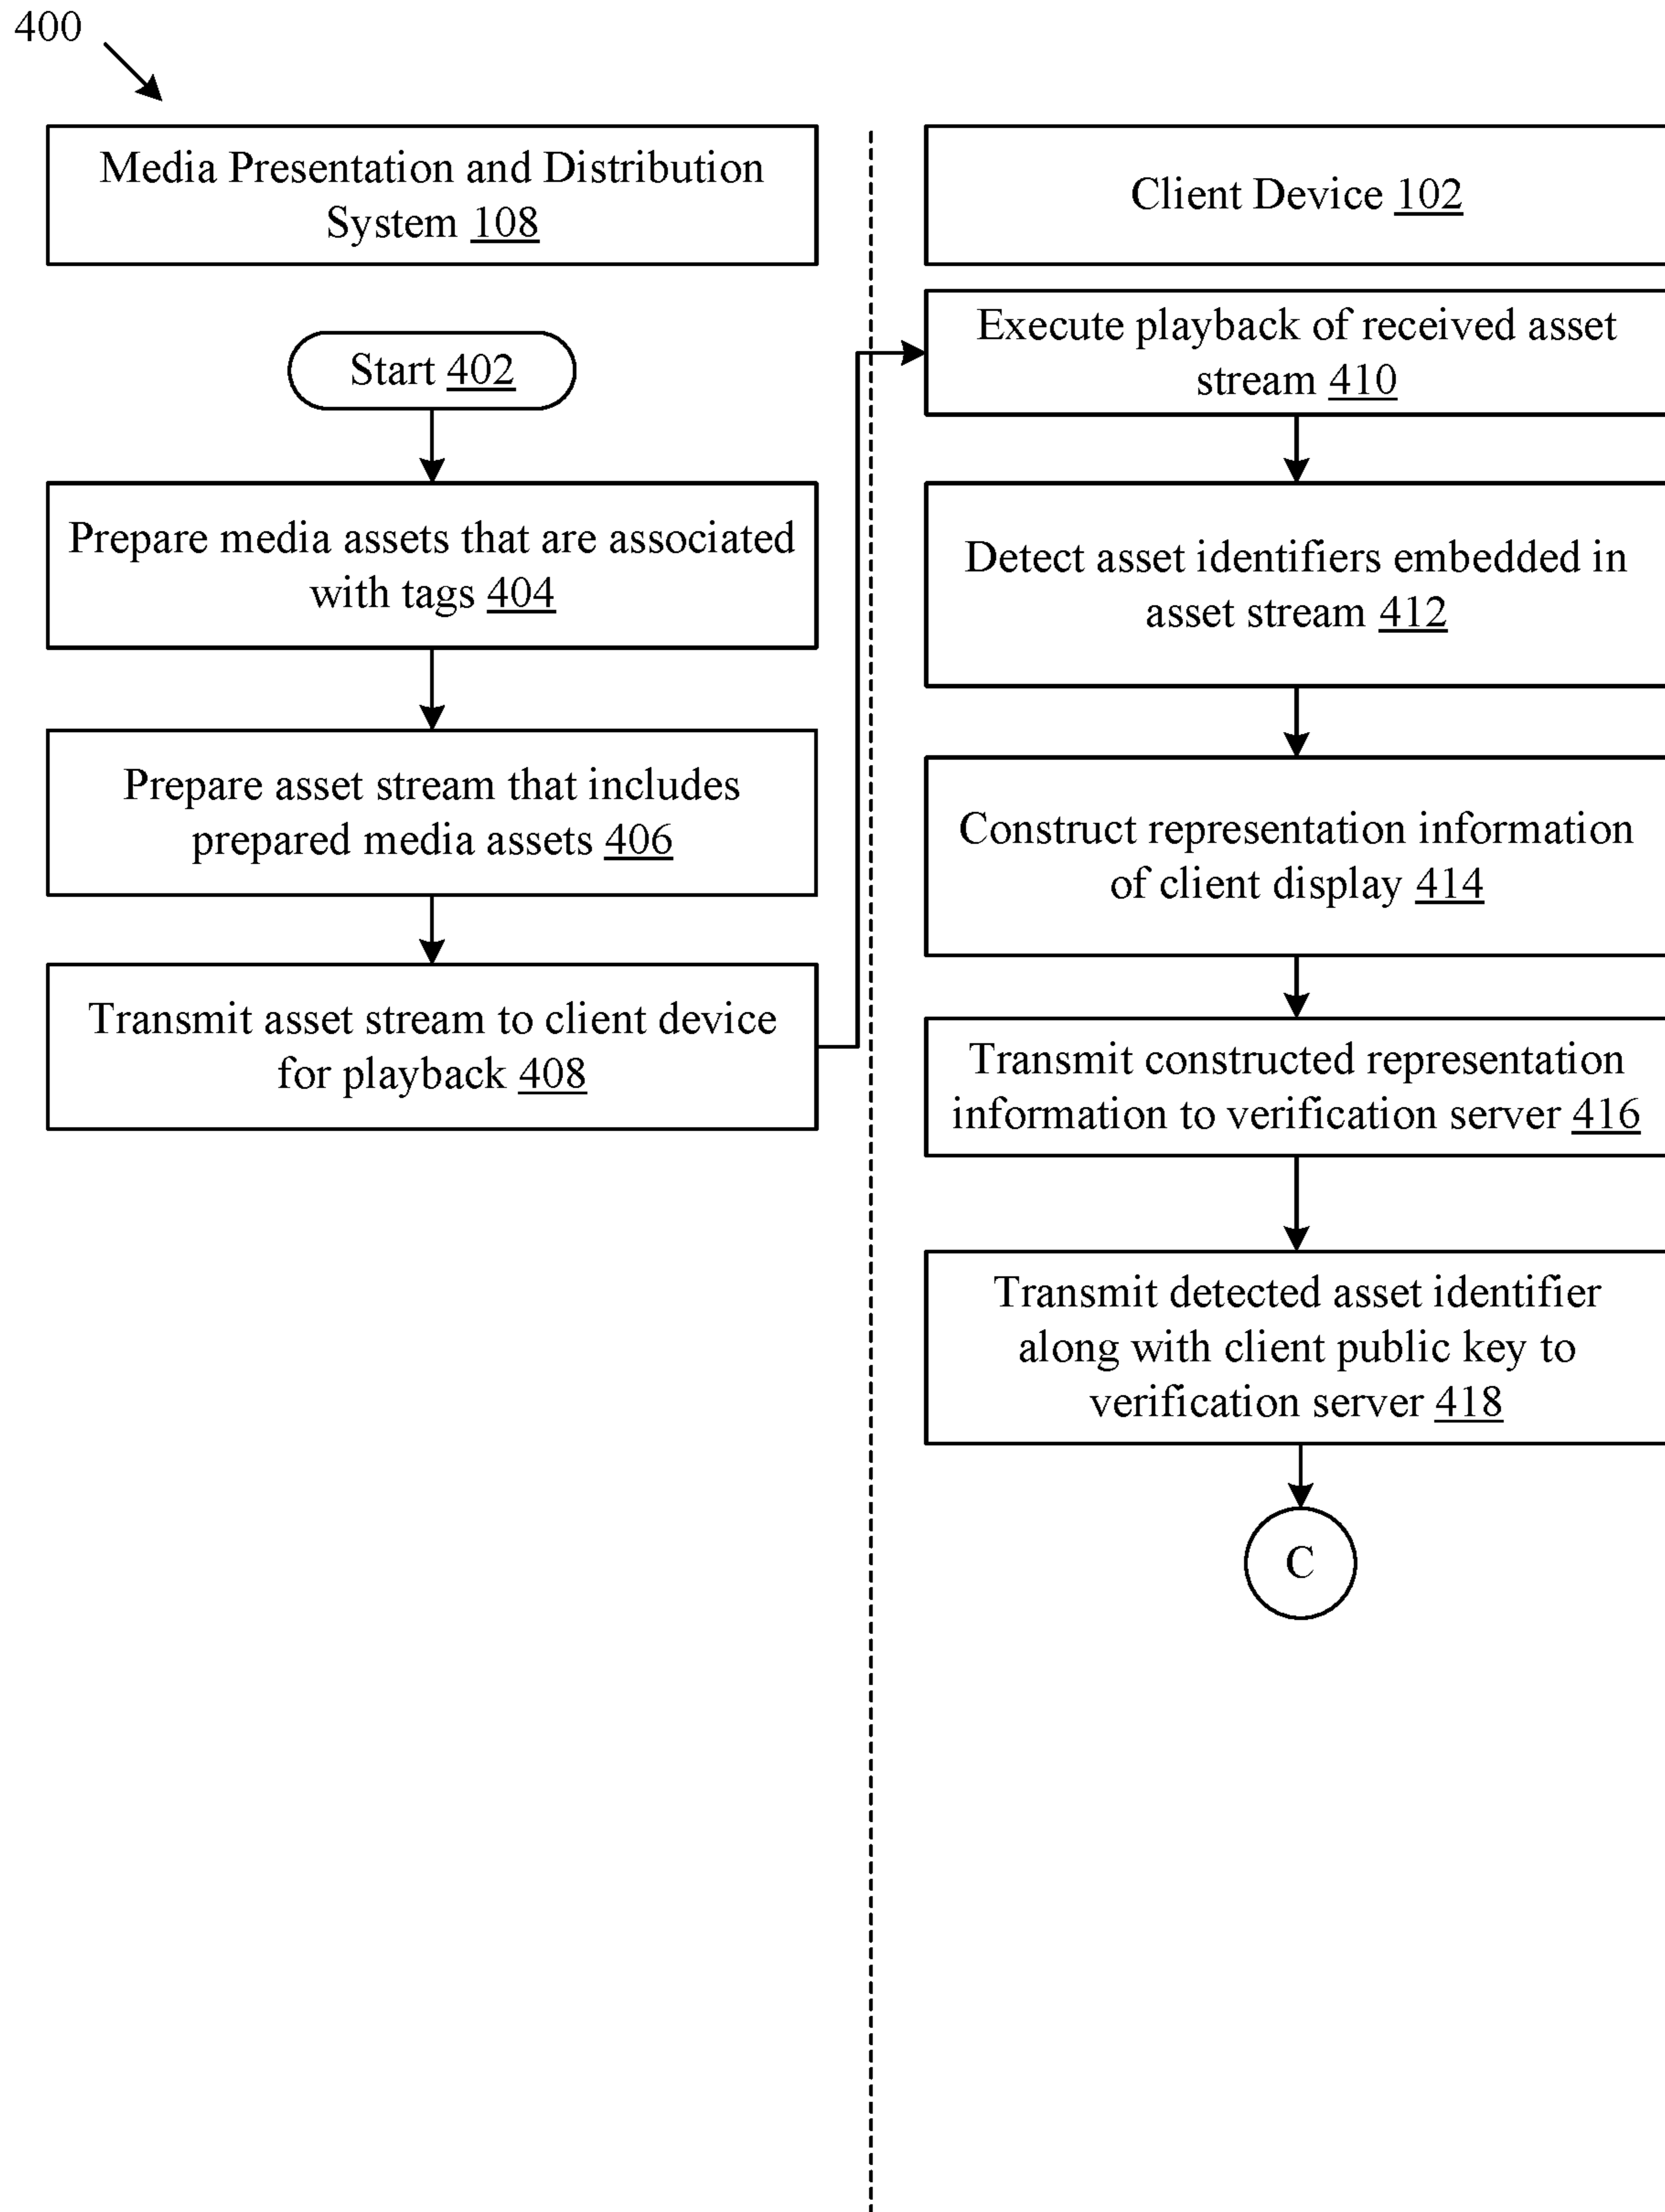 400
Media Presentation and Distribution
System 108
Start 402
Prepare media assets that are associated
with tags 404
Prepare asset stream that includes
prepared media assets 406
Transmit asset stream to client device
for playback 408
Client Device 102
Execute playback of received asset
stream 410
Detect asset identifiers embedded in
asset stream 412
Construct representation information
of client display 414
Transmit constructed representation
information to verification server 416
Transmit detected asset identifier
along with client public key to
verification server 418
C